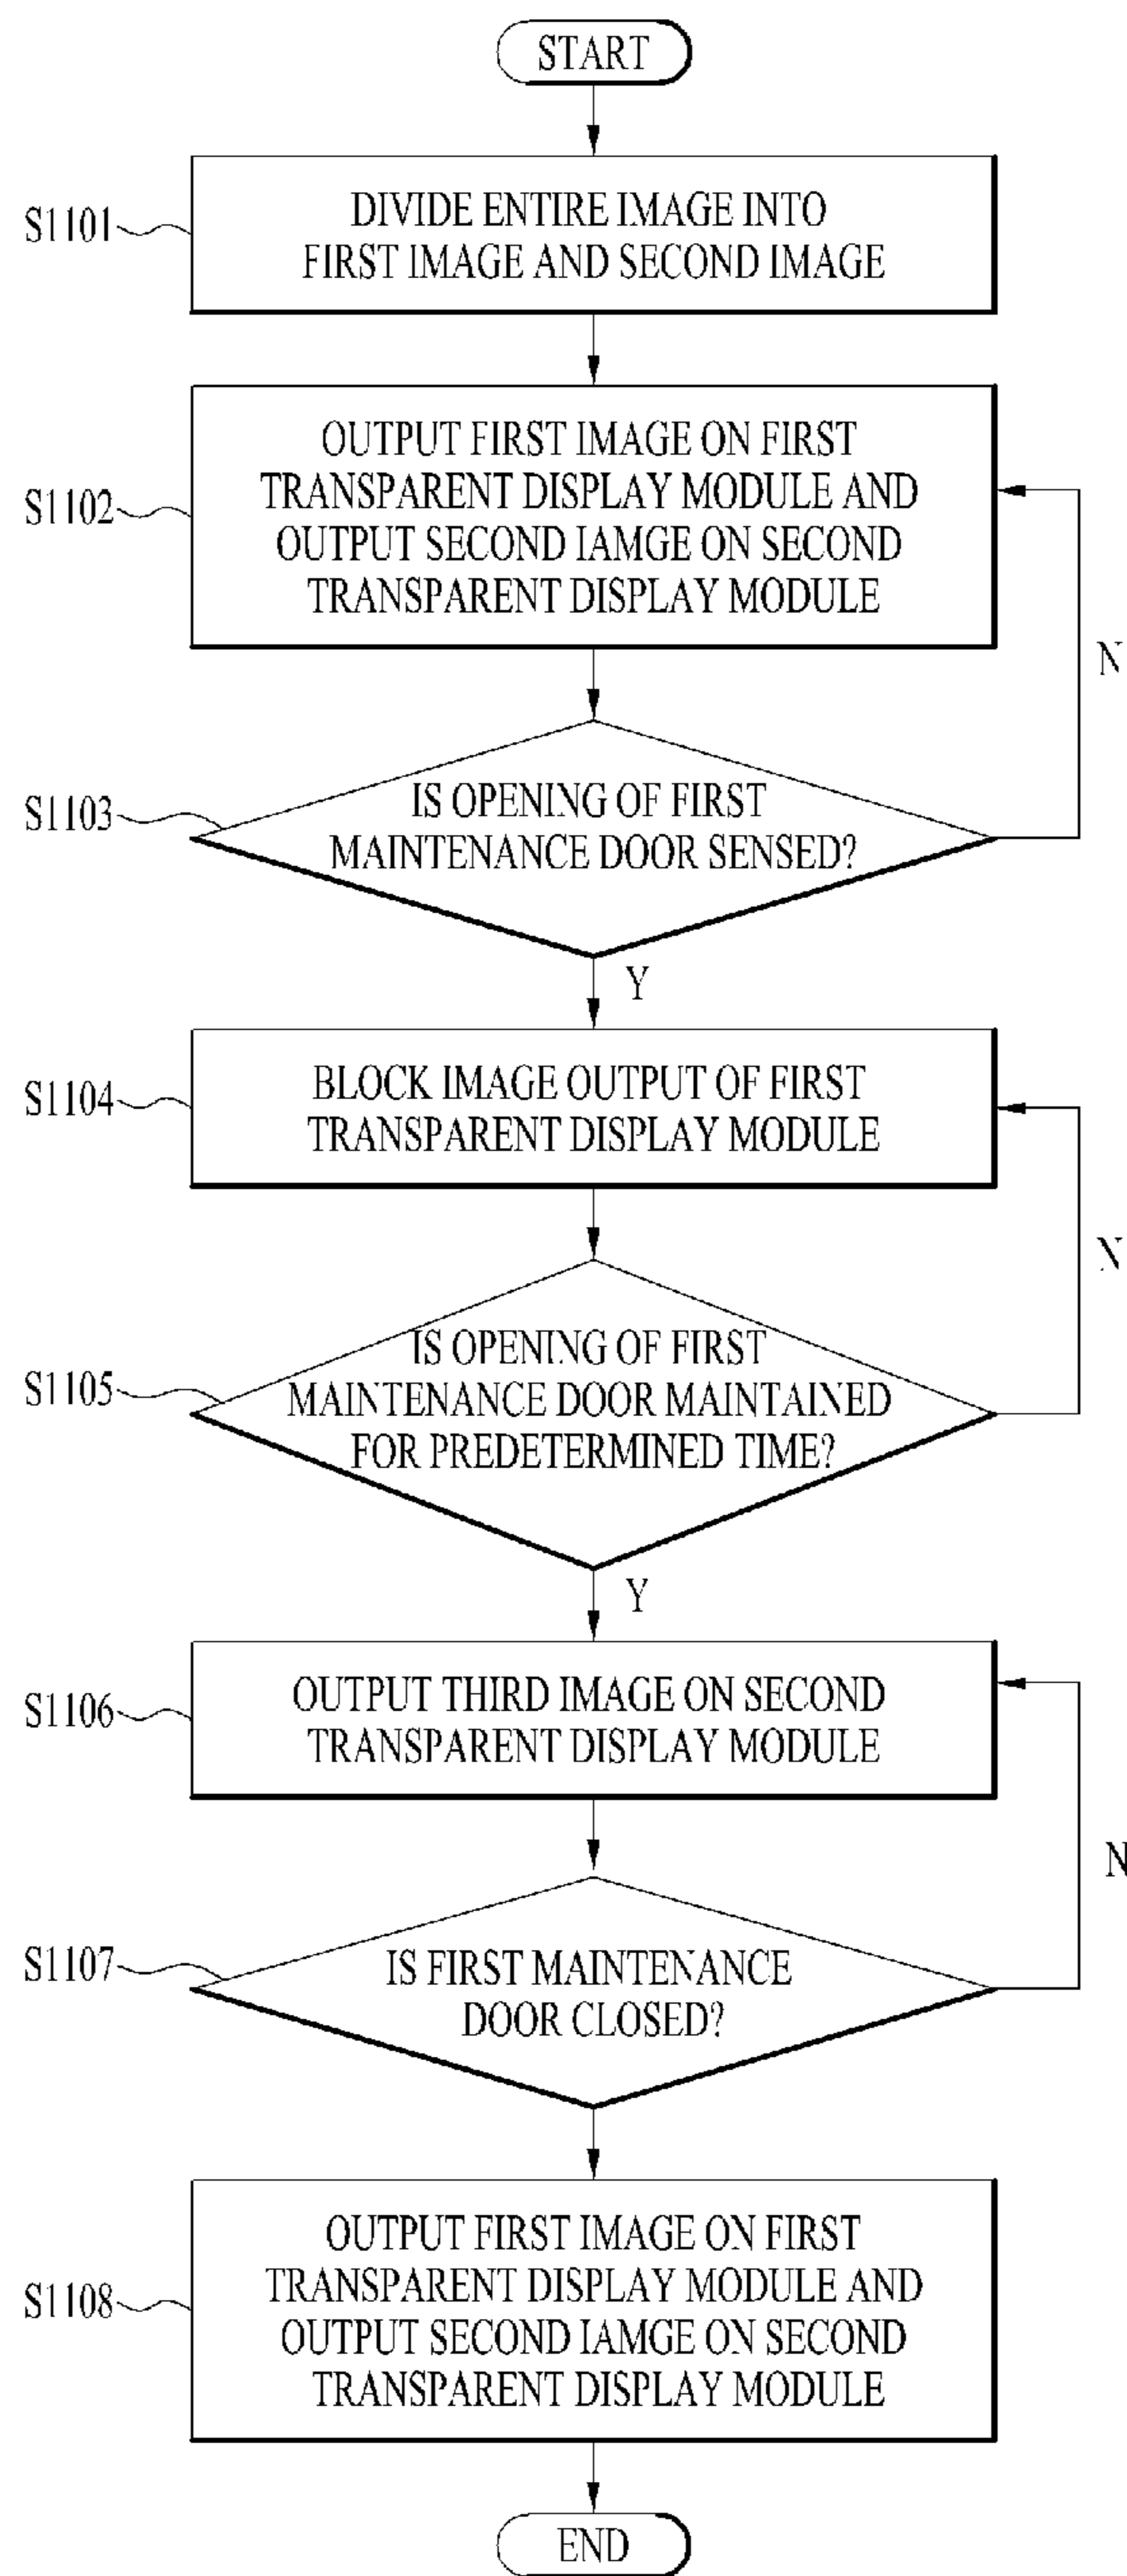 START
S1101
DIVIDE ENTIRE IMAGE INTO
FIRST IMAGE AND SECOND IMAGE
S1102
OUTPUT FIRST IMAGE ON FIRST
TRANSPARENT DISPLAY MODULE AND
OUTPUT SECOND IAMGE ON SECOND
TRANSPARENT DISPLAY MODULE
N
S1103
IS OPENING OF FIRST
MAINTENANCE DOOR SENSED?
Y
S1104
BLOCK IMAGE OUTPUT OF FIRST
TRANSPARENT DISPLAY MODULE
N
S1105
IS OPENING OF FIRST
MAINTENANCE DOOR MAINTAINED
FOR PREDETERMINED TIME?
Y
S1106
OUTPUT THIRD IMAGE ON SECOND
TRANSPARENT DISPLAY MODULE
N
S1107
IS FIRST MAINTENANCE
DOOR CLOSED?
S1108
OUTPUT FIRST IMAGE ON FIRST
TRANSPARENT DISPLAY MODULE AND
OUTPUT SECOND IAMGE ON SECOND
TRANSPARENT DISPLAY MODULE
END